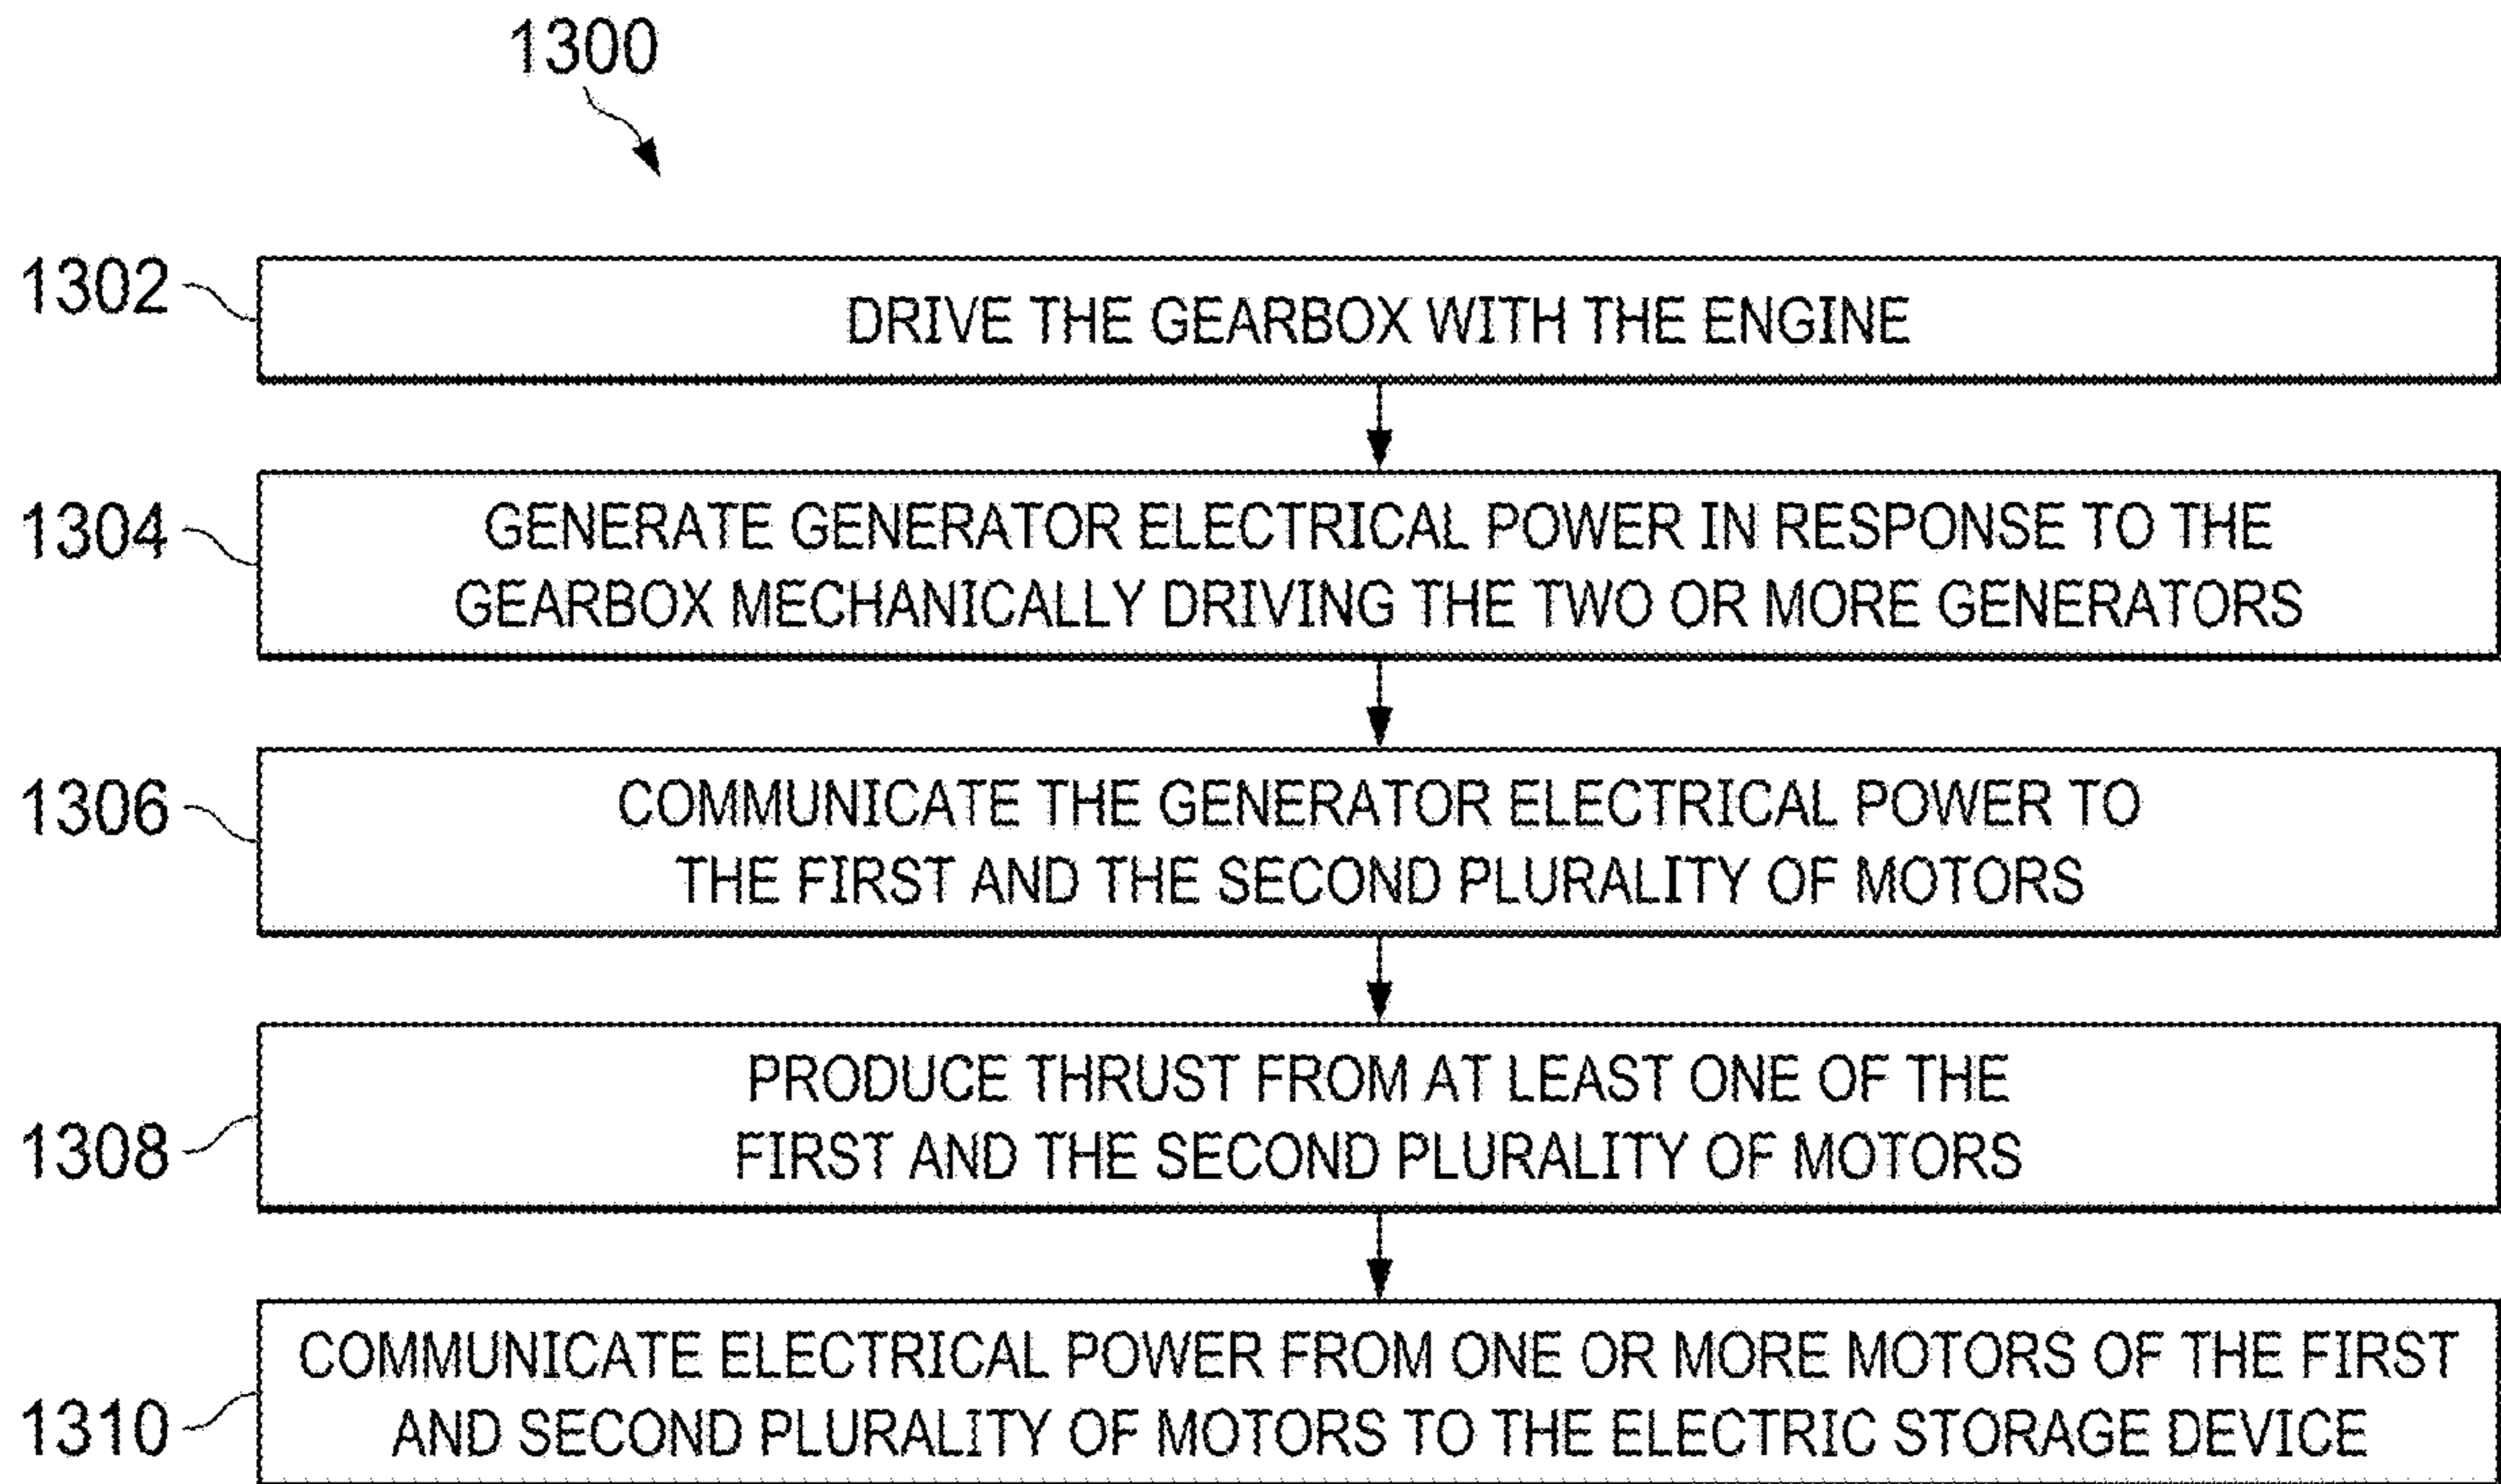 1300
1302
DRIVE THE GEARBOX WITH THE ENGINE
1304
GENERATE GENERATOR ELECTRICAL POWER IN RESPONSE TO THE
GEARBOX MECHANICALLY DRIVING THE TWO OR MORE GENERATORS
1306
COMMUNICATE THE GENERATOR ELECTRICAL POWER TO
THE FIRST AND THE SECOND PLURALITY OF MOTORS
1308
PRODUCE THRUST FROM AT LEAST ONE OF THE
FIRST AND THE SECOND PLURALITY OF MOTORS
1310
COMMUNICATE ELECTRICAL POWER FROM ONE OR MORE MOTORS OF THE FIRST
AND SECOND PLURALITY OF MOTORS TO THE ELECTRIC STORAGE DEVICE